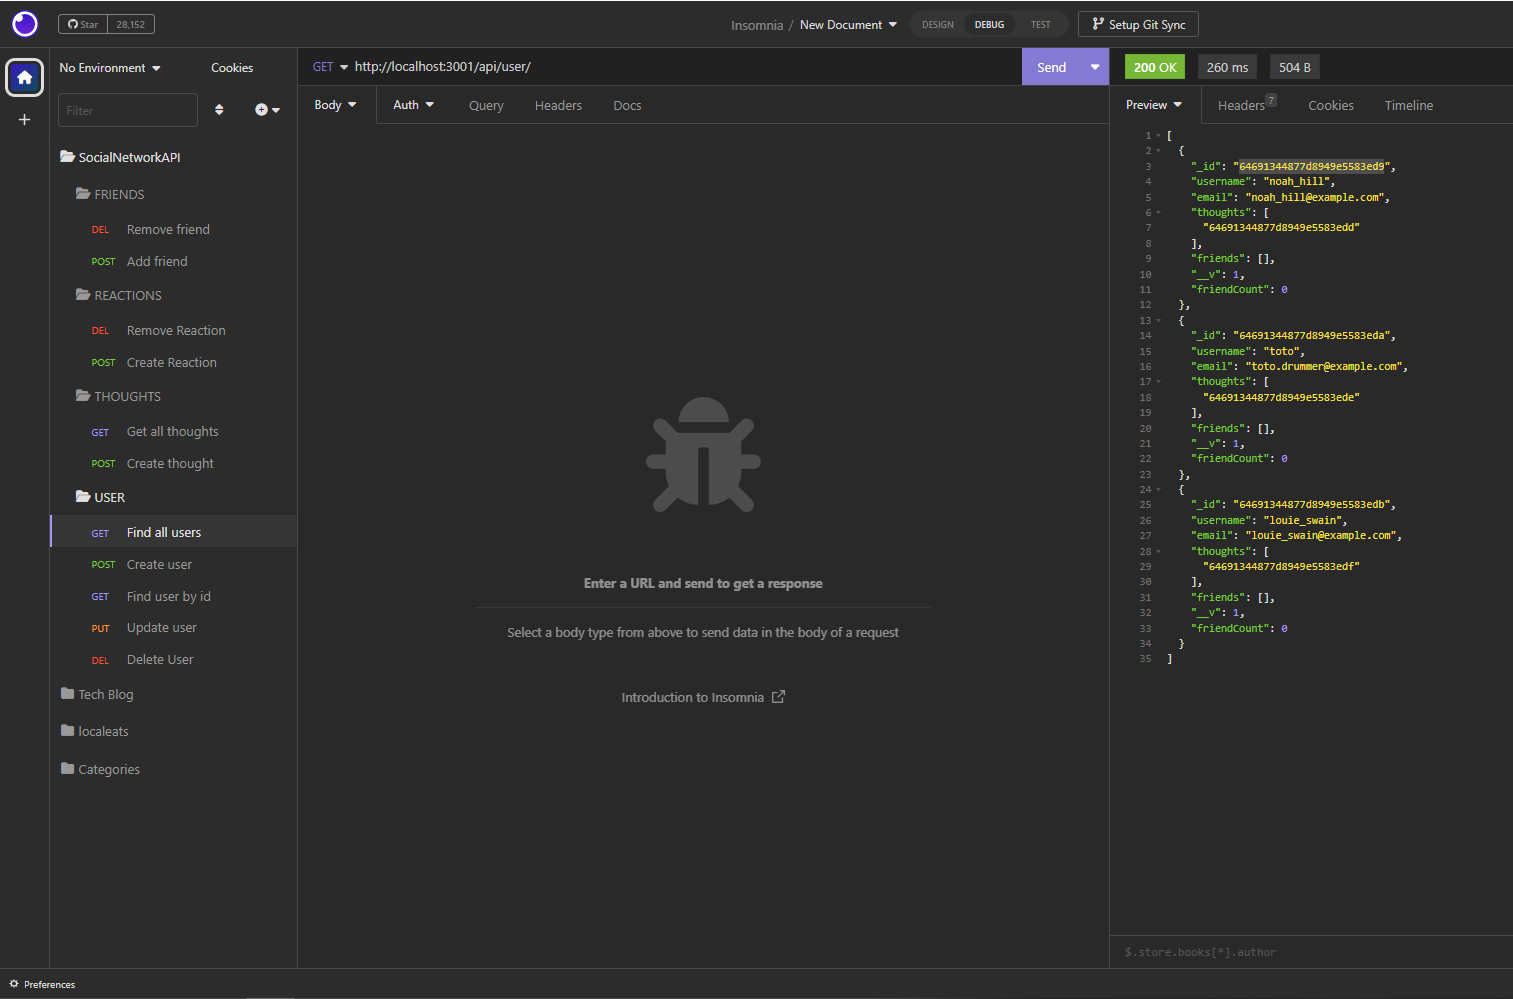 Star 28,152
Insomnia / New Document
DESIGN DEBUG TEST
Setup Git Sync
No Environment
Cookies
Filter
SocialNetworkAPI
FRIENDS
DEL Remove friend
POST Add friend
REACTIONS
DEL Remove Reaction
POST Create Reaction
THOUGHTS
GET Get all thoughts
POST Create thought
USER
GET Find all users
POST Create user
GET Find user by id
PUT Update user
DEL Delete User
Tech Blog
localeats
Categories
GET http://localhost:3001/api/user/
Send
Body Auth Query Headers Docs
Enter a URL and send to get a response
Select a body type from above to send data in the body of a request
Introduction to Insomnia
200 OK 260 ms 504 B
Preview Headers 7 Cookies Timeline
1 [
2 {
3 "_id": "64691344877d8949e5583ed9",
4 "username": "noah_hill",
5 "email": "noah_hill@example.com",
6 "thoughts": [
7 "64691344877d8949e5583edd"
8 ],
9 "friends": [],
10 "__v": 1,
11 "friendCount": 0
12 },
13 {
14 "_id": "64691344877d8949e5583eda",
15 "username": "toto",
16 "email": "toto.drummer@example.com",
17 "thoughts": [
18 "64691344877d8949e5583ede"
19 ],
20 "friends": [],
21 "__v": 1,
22 "friendCount": 0
23 },
24 {
25 "_id": "64691344877d8949e5583edb",
26 "username": "louie_swain",
27 "email": "louie_swain@example.com",
28 "thoughts": [
29 "64691344877d8949e5583edf"
30 ],
31 "friends": [],
32 "__v": 1,
33 "friendCount": 0
34 }
35 ]
$.store.books[*].author
Preferences